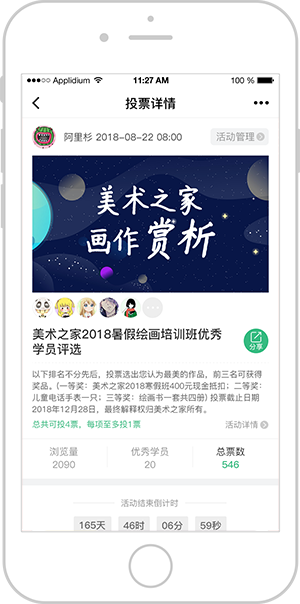 Applidium 11:27 AM 100 %
投票详情
阿里杉 2018-08-22 08:00 活动管理
美术之家
画作赏析
美术之家2018暑假绘画培训班优秀
学员评选
分享
以下排名不分先后，投票选出您认为最美的作品，前三名可获得
奖品。(一等奖：美术之家2018寒假班400元现金抵扣；二等奖：
儿童电话手表一只；三等奖：绘画书一套共四册) 投票截止日期
2018年12月28日，最终解释权归美术之家所有。
总共可投4票，每项至多投1票 活动详情
浏览量 优秀学员 总票数
2090 20 546
活动结束倒计时
165天 46时 06分 59秒